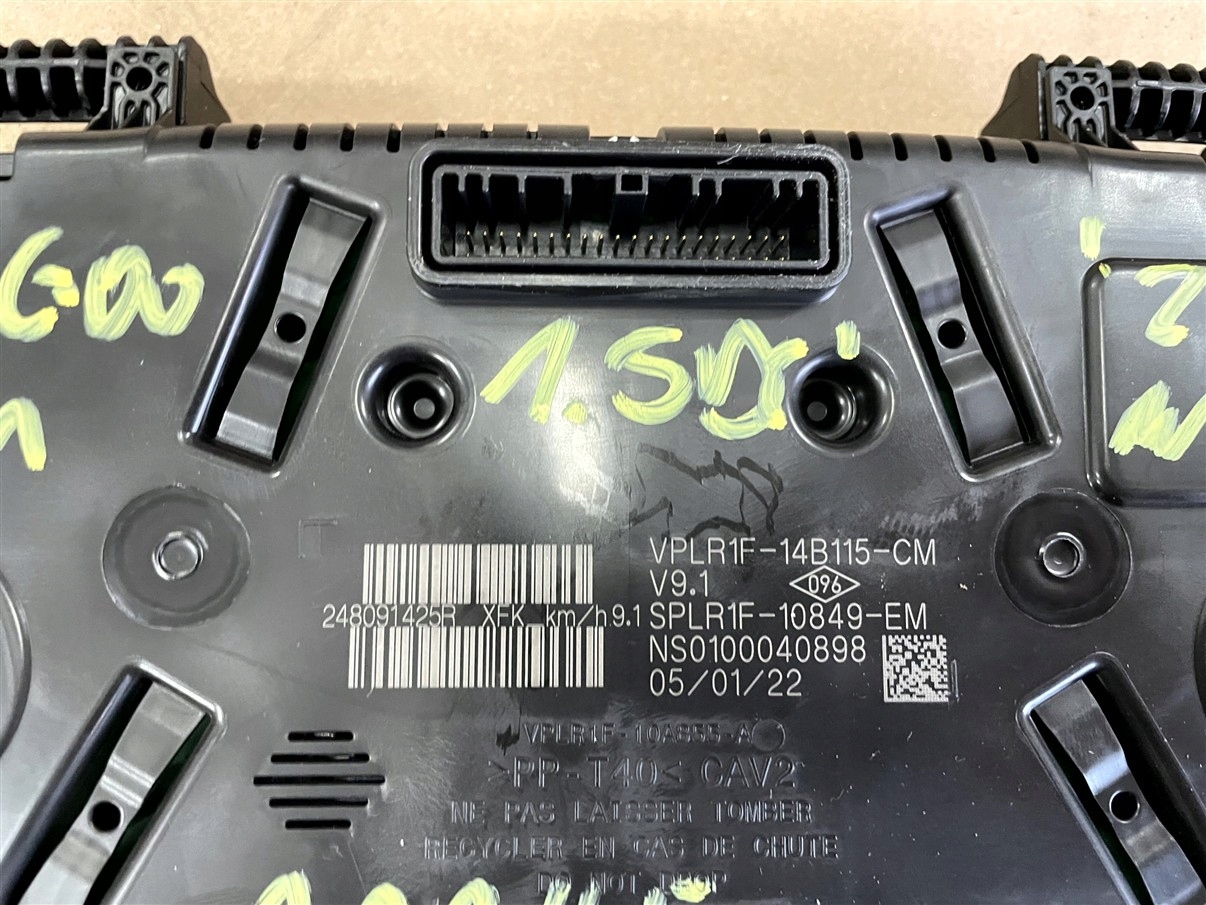 1.5DCi
VPLR1F-14B115-CM
V9.1 096
248091425R XFK km/h9.1
SPLR1F-10849-EM
NS0100040898
05/01/22
VPLR1F-10A855-A
>PP-T40< CAV2
NE PAS LAISSER TOMBER
RECYCLER EN CAS DE CHUTE
DO NOT DROP